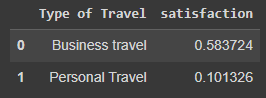 Type of Travel satisfaction
0 Business travel 0.583724
1 Personal Travel 0.101326